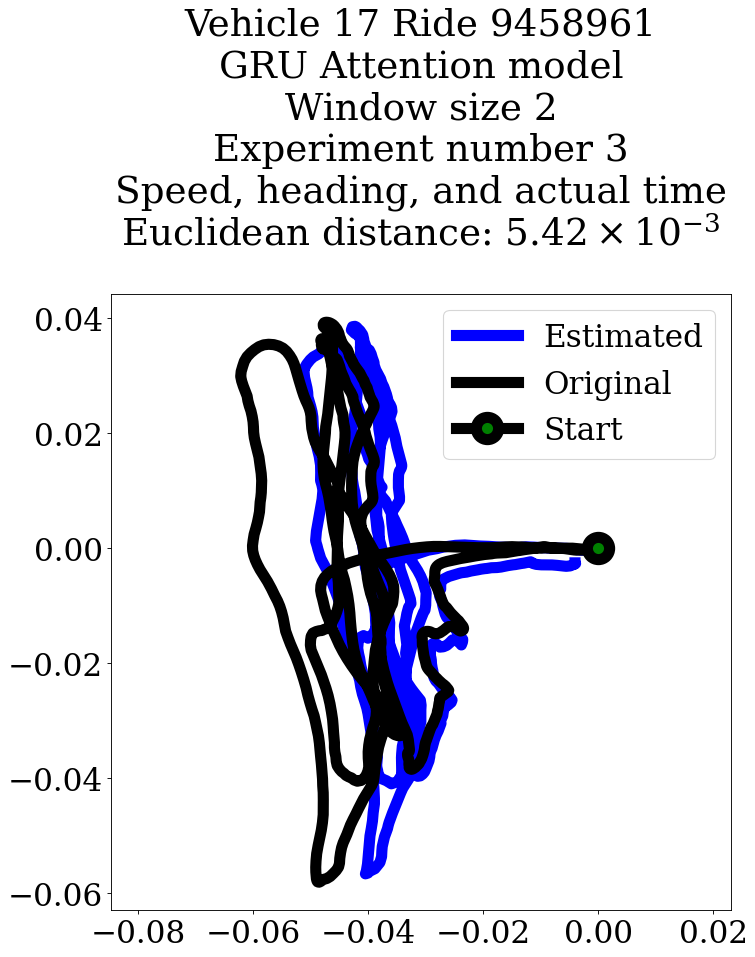 Vehicle 17 Ride 9458961
GRU Attention model
Window size 2
Experiment number 3
Speed, heading, and actual time
Euclidean distance: 5.42 × 10⁻³
Estimated
Original
Start
0.04
0.02
0.00
−0.02
−0.04
−0.06
−0.08 −0.06 −0.04 −0.02 0.00 0.02